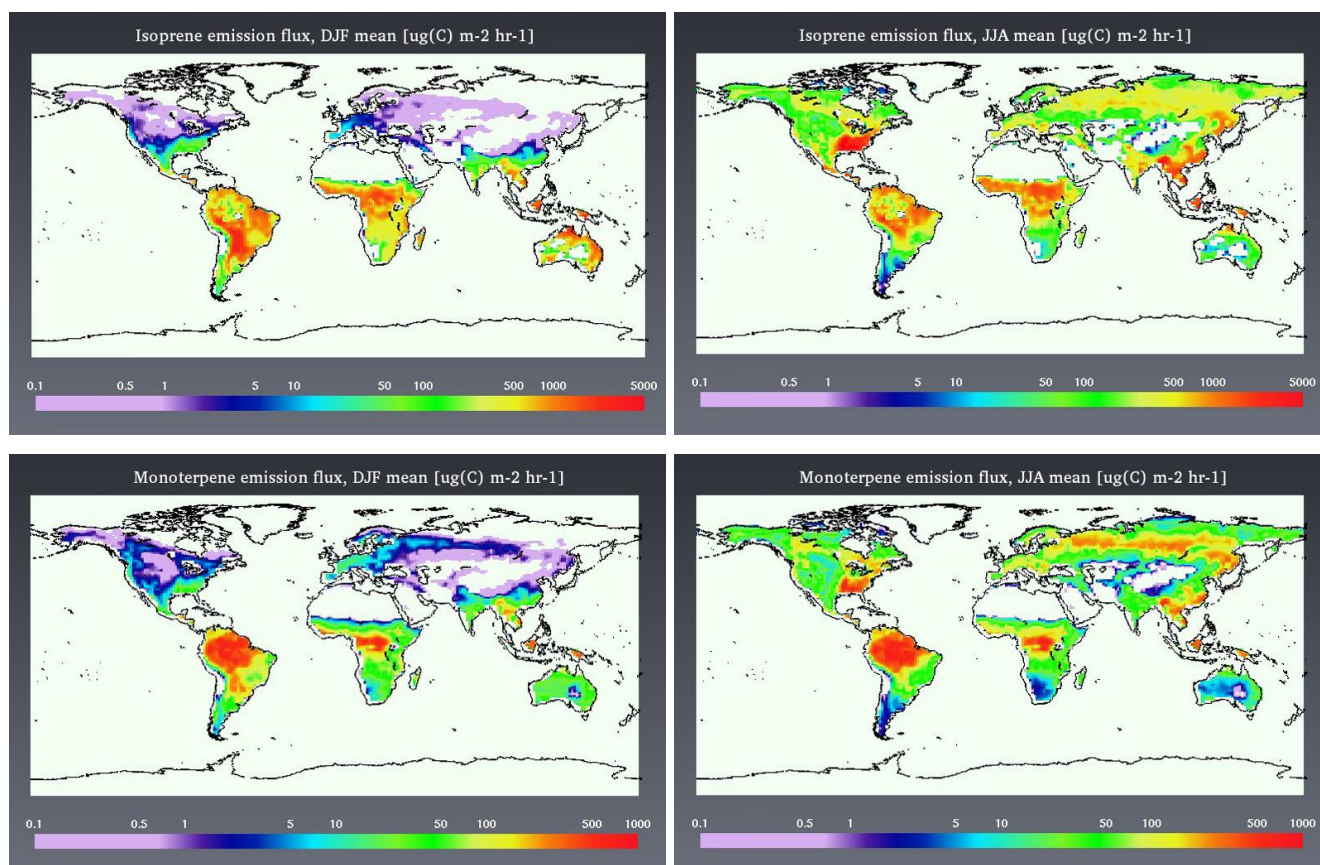 Isoprene emission flux, DJF mean [ug(C) m-2 hr-1]
0.1 0.5 1 5 10 50 100 500 1000 5000
Isoprene emission flux, JJA mean [ug(C) m-2 hr-1]
0.1 0.5 1 5 10 50 100 500 1000 5000
Monoterpene emission flux, DJF mean [ug(C) m-2 hr-1]
0.1 0.5 1 5 10 50 100 500 1000
Monoterpene emission flux, JJA mean [ug(C) m-2 hr-1]
0.1 0.5 1 5 10 50 100 500 1000